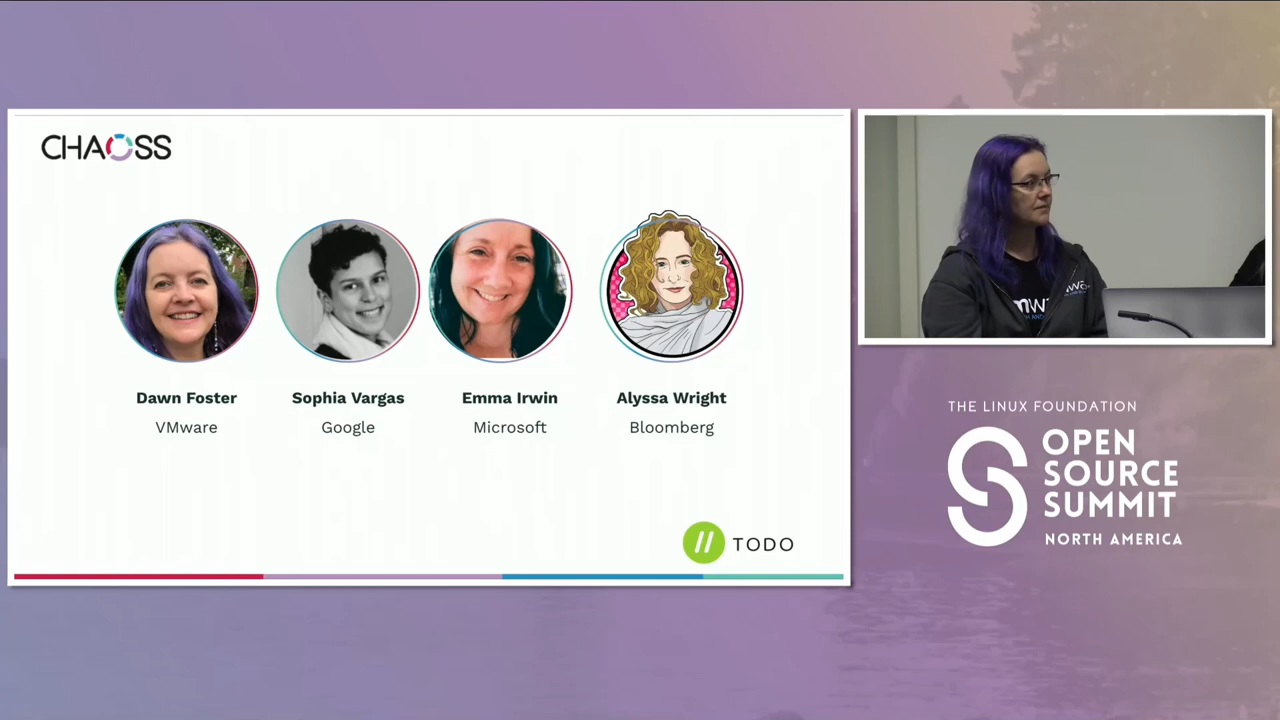 CHAOSS
Dawn Foster
VMware
Sophia Vargas
Google
Emma Irwin
Microsoft
Alyssa Wright
Bloomberg
// TODO
THE LINUX FOUNDATION
OPEN
SOURCE
SUMMIT
NORTH AMERICA